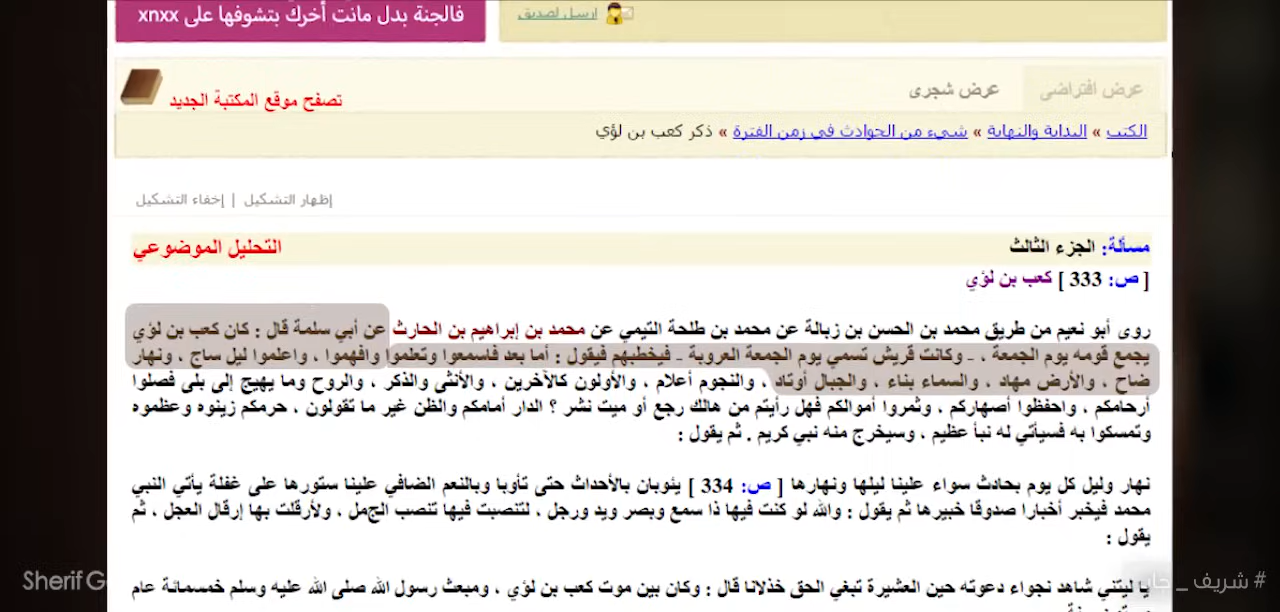 فالجنة بدل مانت أخرك بتشوفها على xnxx
ارسل لصديق
عرض افتراضى
عرض شجرى
تصفح موقع المكتبة الجديد
الكتب » البداية والنهاية » شيء من الحوادث في زمن الفترة » ذكر كعب بن لؤي
إظهار التشكيل | إخفاء التشكيل
مسألة: الجزء الثالث
التحليل الموضوعي
[ ص: 333 ] كعب بن لؤي
روى أبو نعيم من طريق محمد بن الحسن بن زبالة عن محمد بن طلحة التيمي عن محمد بن إبراهيم بن الحارث عن أبي سلمة قال : كان كعب بن لؤي
يجمع قومه يوم الجمعة ، ـ وكانت قريش تسمي يوم الجمعة العروبة ـ فيخطبهم فيقول : أما بعد فاسمعوا وتعلموا وافهموا ، واعلموا ليل ساج ، ونهار
ضاح ، والأرض مهاد ، والسماء بناء ، والجبال أوتاد ، والنجوم أعلام ، والأولون كالآخرين ، والأنثى والذكر ، والروح وما يهيج إلى بلى فصلوا
أرحامكم ، واحفظوا أصهاركم ، وثمروا أموالكم فهل رأيتم من هالك رجع أو ميت نشر ؟ الدار أمامكم والظن غير ما تقولون ، حرمكم زينوه وعظموه
وتمسكوا به فسيأتي له نبأ عظيم ، وسيخرج منه نبي كريم . ثم يقول :
نهار وليل كل يوم بحادث سواء علينا ليلها ونهارها [ ص: 334 ] يئوبان بالأحداث حتى تأوبا وبالنعم الضافي علينا ستورها على غفلة يأتي النبي
محمد فيخبر أخبارا صدوقا خبيرها ثم يقول : والله لو كنت فيها ذا سمع وبصر ويد ورجل ، لتنصبت فيها تنصب الجمل ، ولأرقلت بها إرقال العجل ، ثم
يقول :
يا ليتني شاهد نجواء دعوته حين العشيرة تبغي الحق خذلانا قال : وكان بين موت كعب بن لؤي ، ومبعث رسول الله صلى الله عليه وسلم خمسمائة عام
Sherif G
# شريف _